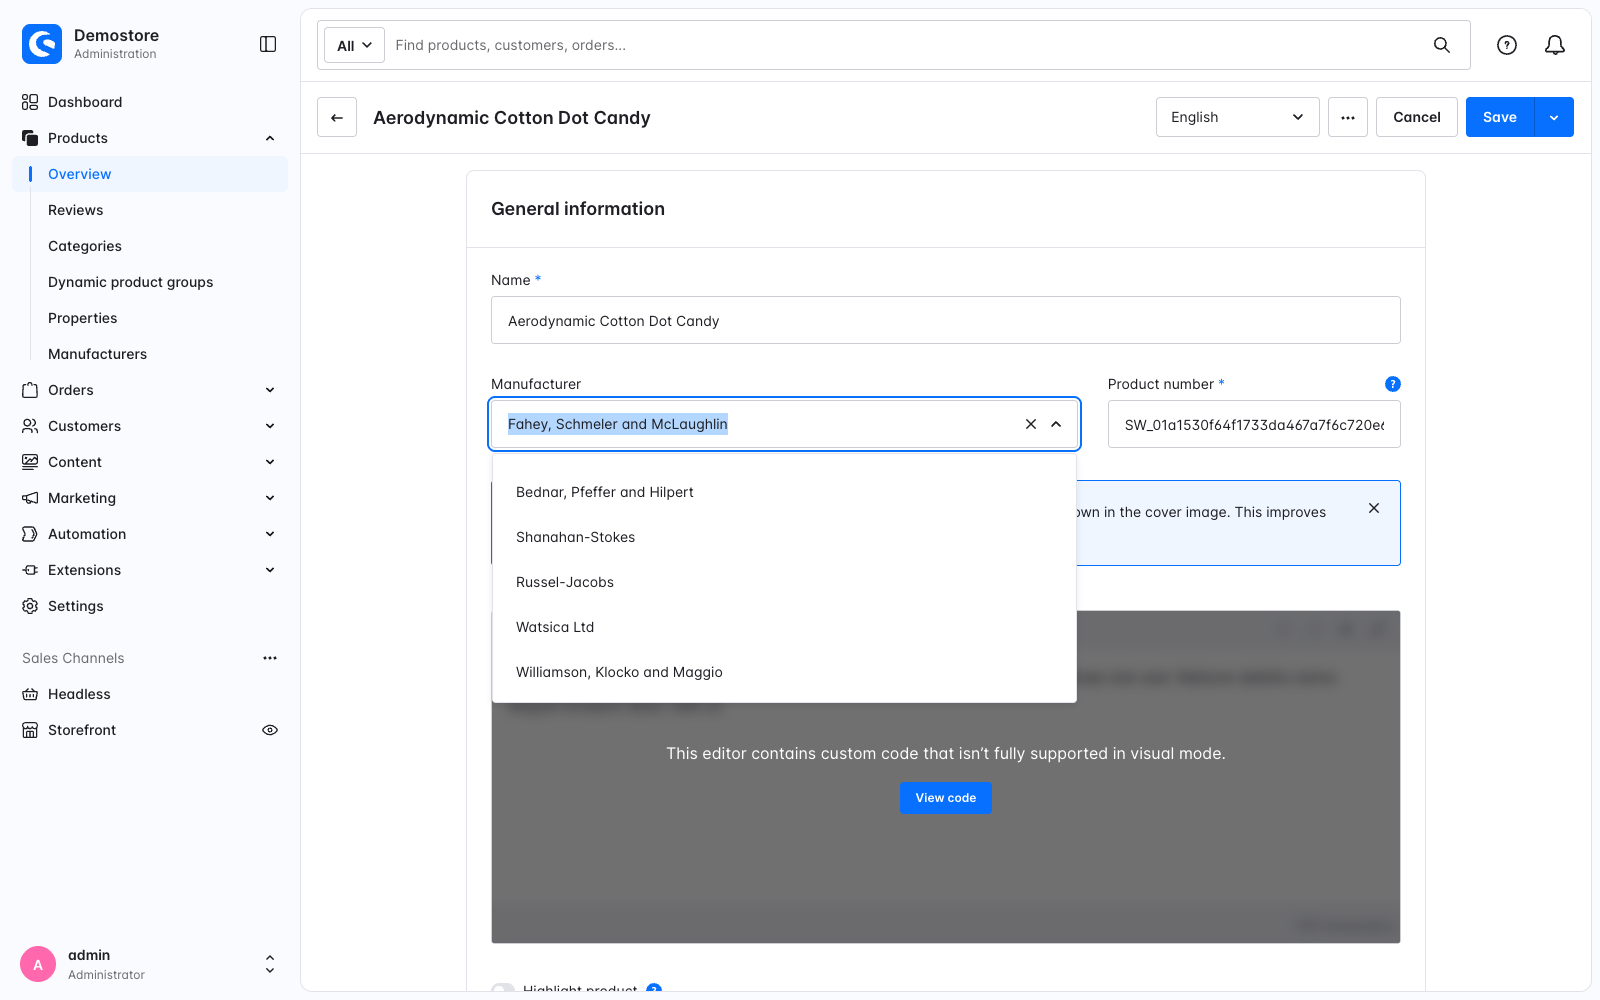 Demostore
Administration
All
Find products, customers, orders...
Dashboard
Products
Overview
Reviews
Categories
Dynamic product groups
Properties
Manufacturers
Orders
Customers
Content
Marketing
Automation
Extensions
Settings
Sales Channels
Headless
Storefront
A
admin
Administrator
Aerodynamic Cotton Dot Candy
English
Cancel
Save
General information
Name *
Aerodynamic Cotton Dot Candy
Manufacturer
Product number *
Fahey, Schmeler and McLaughlin
SW_01a1530f64f1733da467a7f6c720e
Bednar, Pfeffer and Hilpert
in the cover image. This improves
Shanahan-Stokes
Russel-Jacobs
Watsica Ltd
Williamson, Klocko and Maggio
This editor contains custom code that isn't fully supported in visual mode.
View code
Highlight product